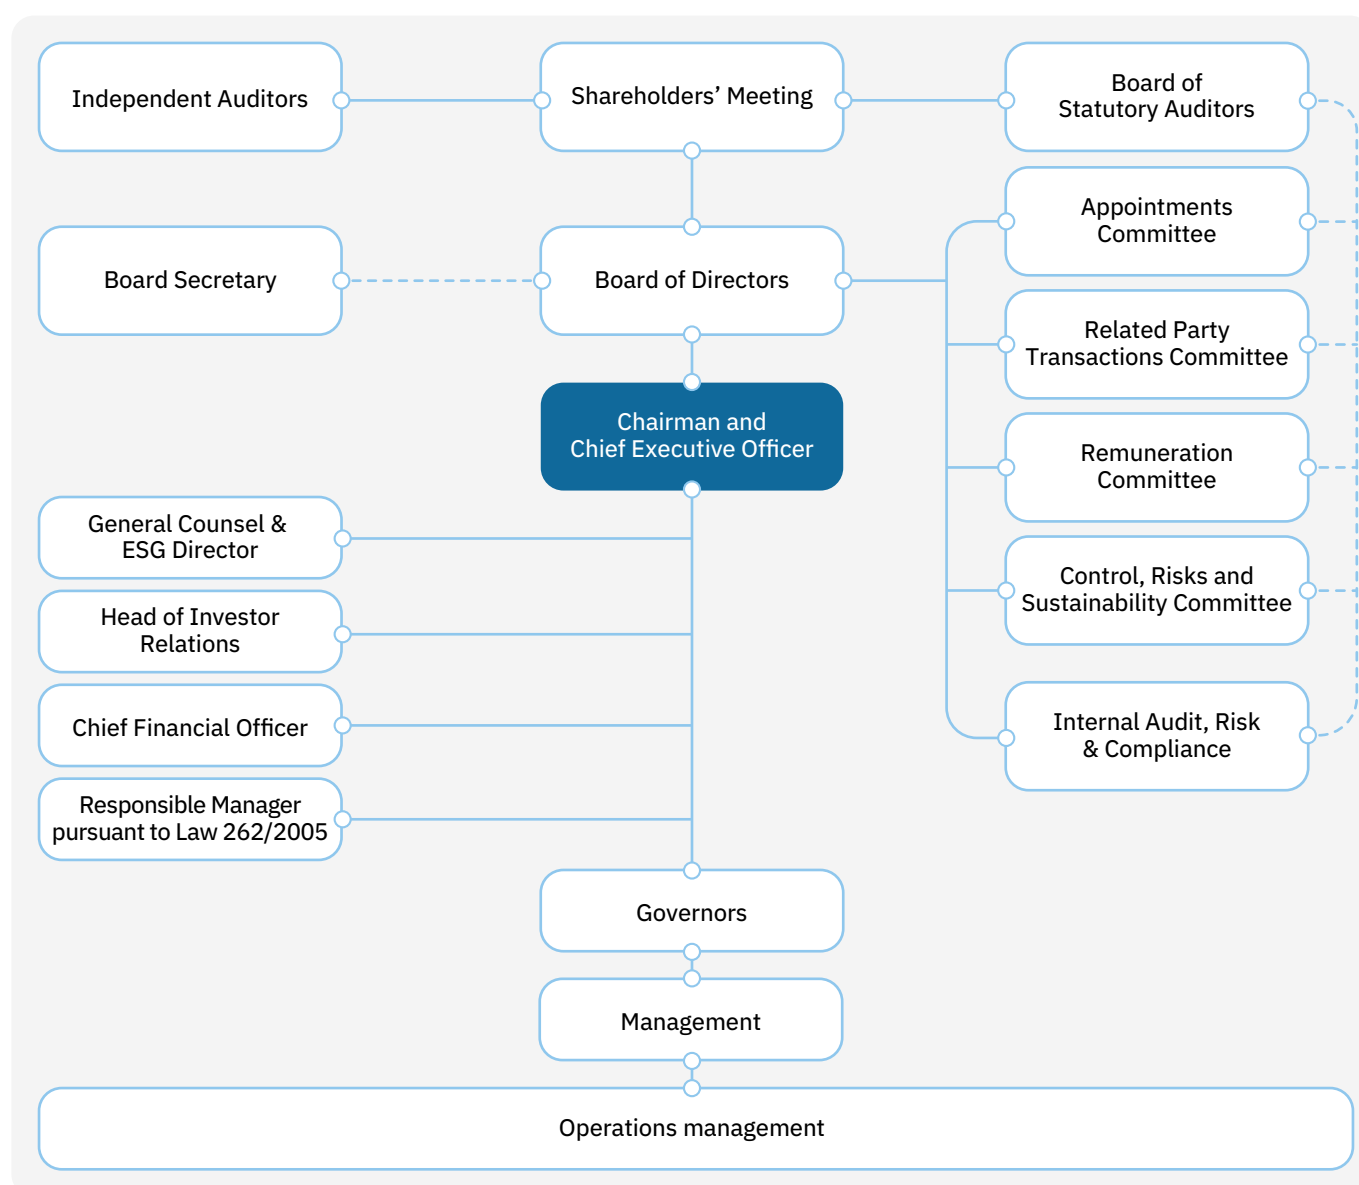 Independent Auditors
Shareholders’ Meeting
Board of
Statutory Auditors
Appointments
Committee
Board Secretary
Board of Directors
Related Party
Transactions Committee
Chairman and
Chief Executive Officer
Remuneration
Committee
General Counsel &
ESG Director
Control, Risks and
Sustainability Committee
Head of Investor
Relations
Chief Financial Officer
Internal Audit, Risk
& Compliance
Responsible Manager
pursuant to Law 262/2005
Governors
Management
Operations management